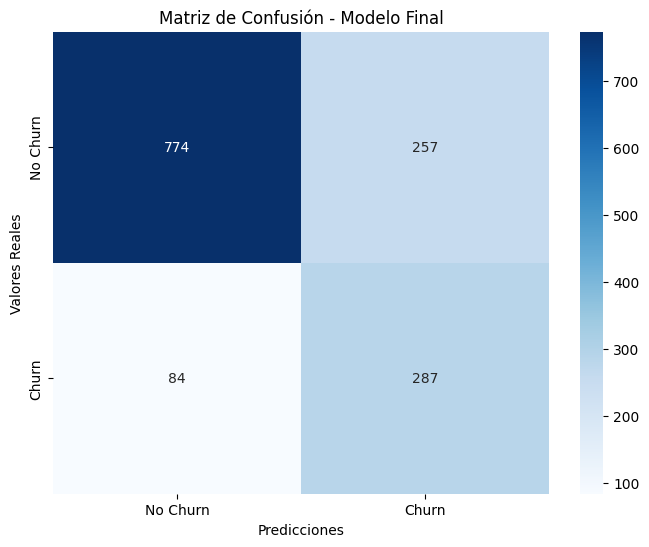 Matriz de Confusión - Modelo Final
No Churn
774
257
Churn
84
287
Valores Reales
No Churn
Churn
Predicciones
700
600
500
400
300
200
100